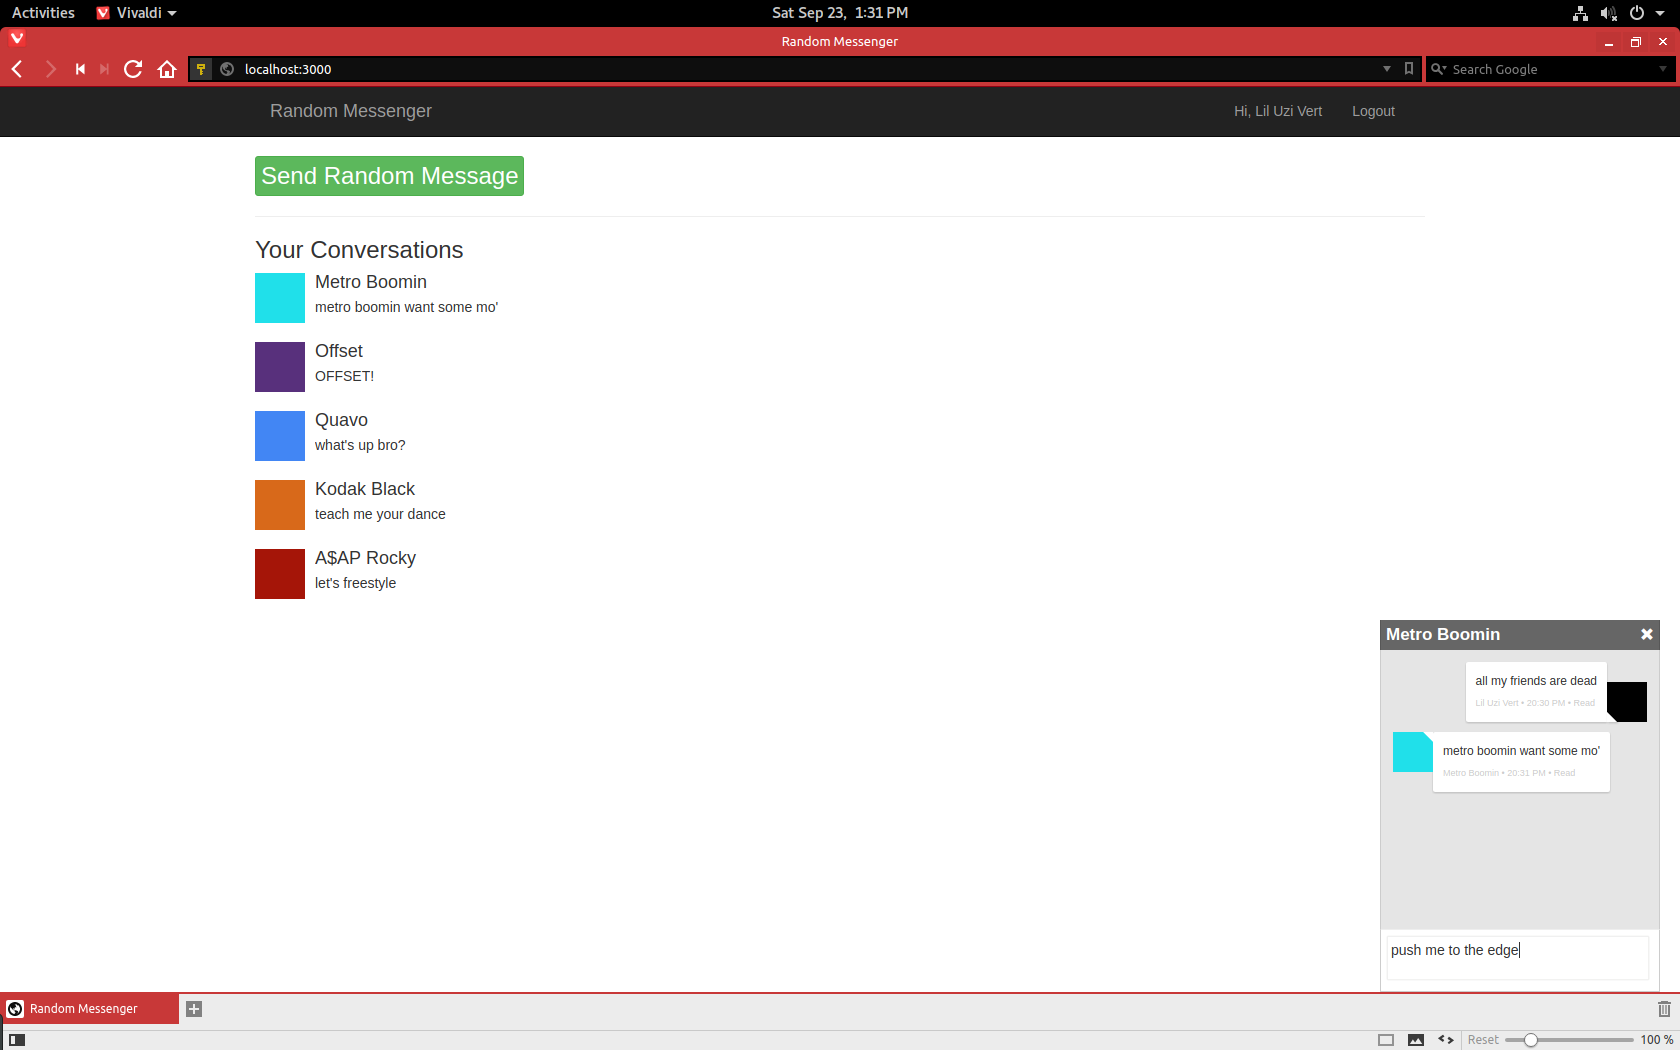 Activities Vivaldi Sat Sep 23, 1:31 PM
Random Messenger
localhost:3000 Search Google
Random Messenger Hi, Lil Uzi Vert Logout
Send Random Message
Your Conversations
Metro Boomin
metro boomin want some mo'
Offset
OFFSET!
Quavo
what's up bro?
Kodak Black
teach me your dance
A$AP Rocky
let's freestyle
Metro Boomin
all my friends are dead
Lil Uzi Vert • 20:30 PM • Read
metro boomin want some mo'
Metro Boomin • 20:31 PM • Read
push me to the edge
Random Messenger
Reset 100 %